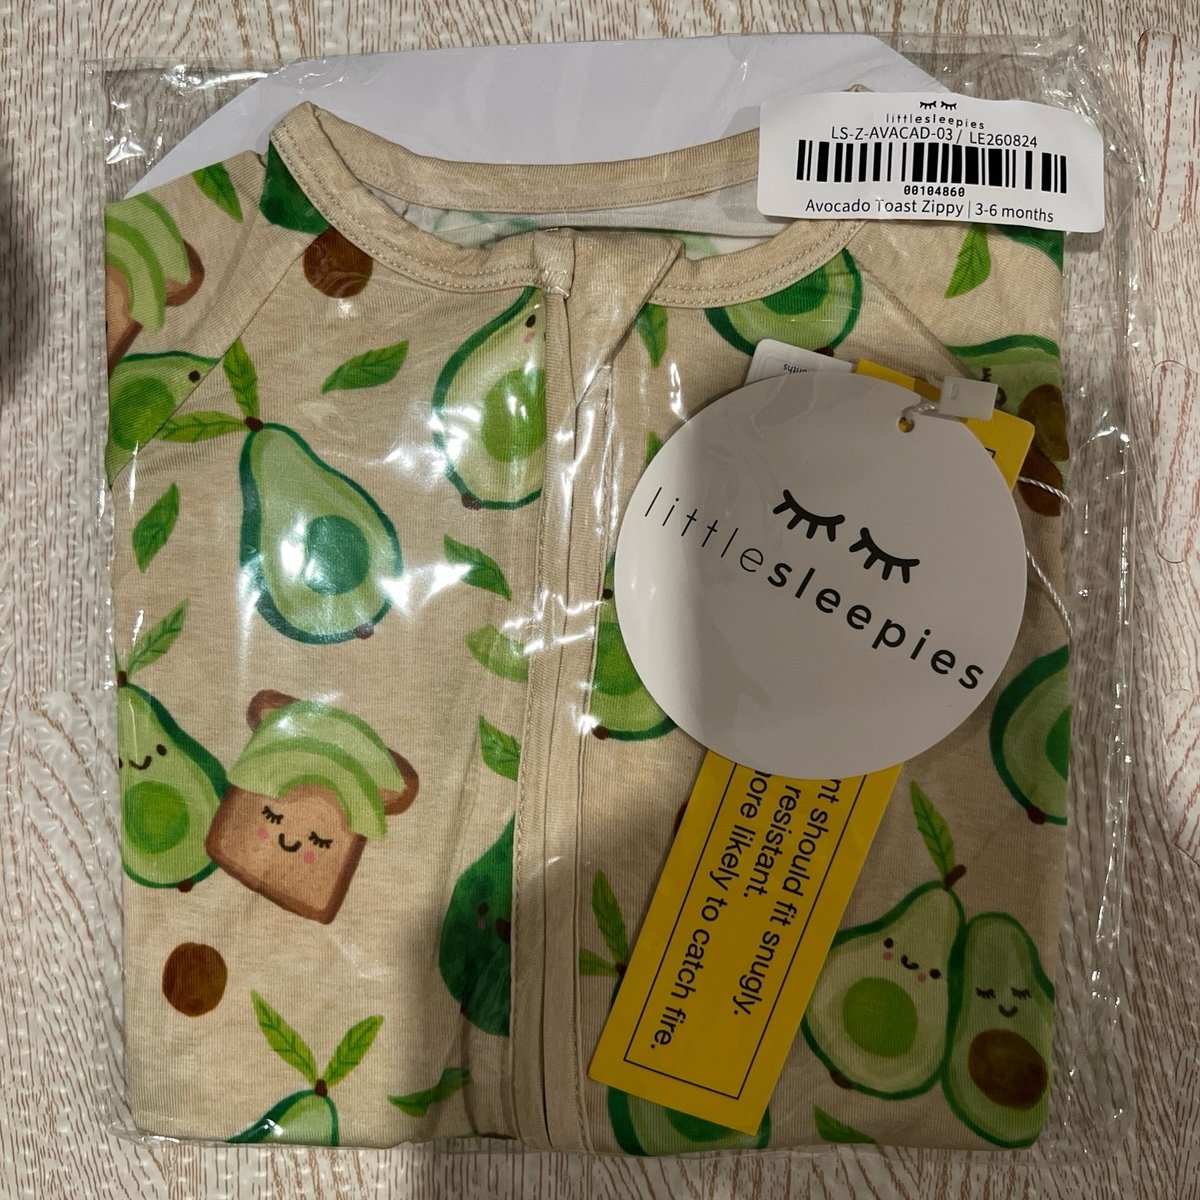 littlesleepies
LS-Z-AVACAD-03 / LE260824
00104860
Avocado Toast Zippy | 3-6 months
littlesleepies
nt should fit snugly.
resistant.
ore likely to catch fire.